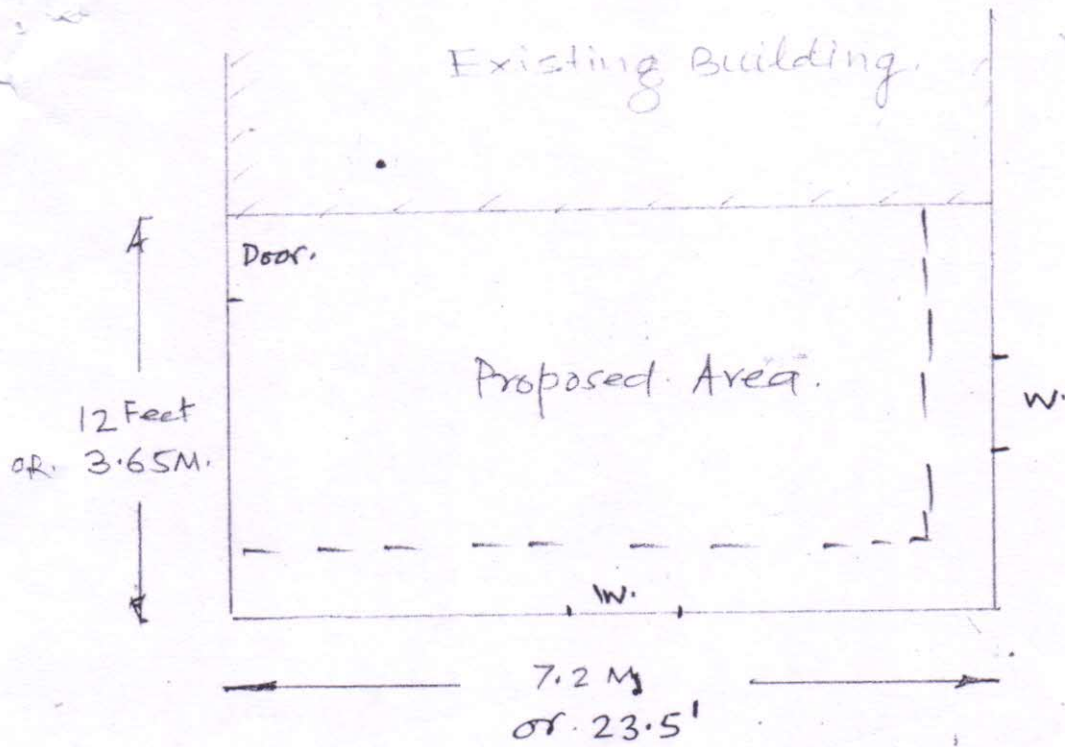 Existing Building.
Door.
Proposed Area.
12 Feet
OR. 3.65M.
W.
W.
7.2 M
or. 23.5'